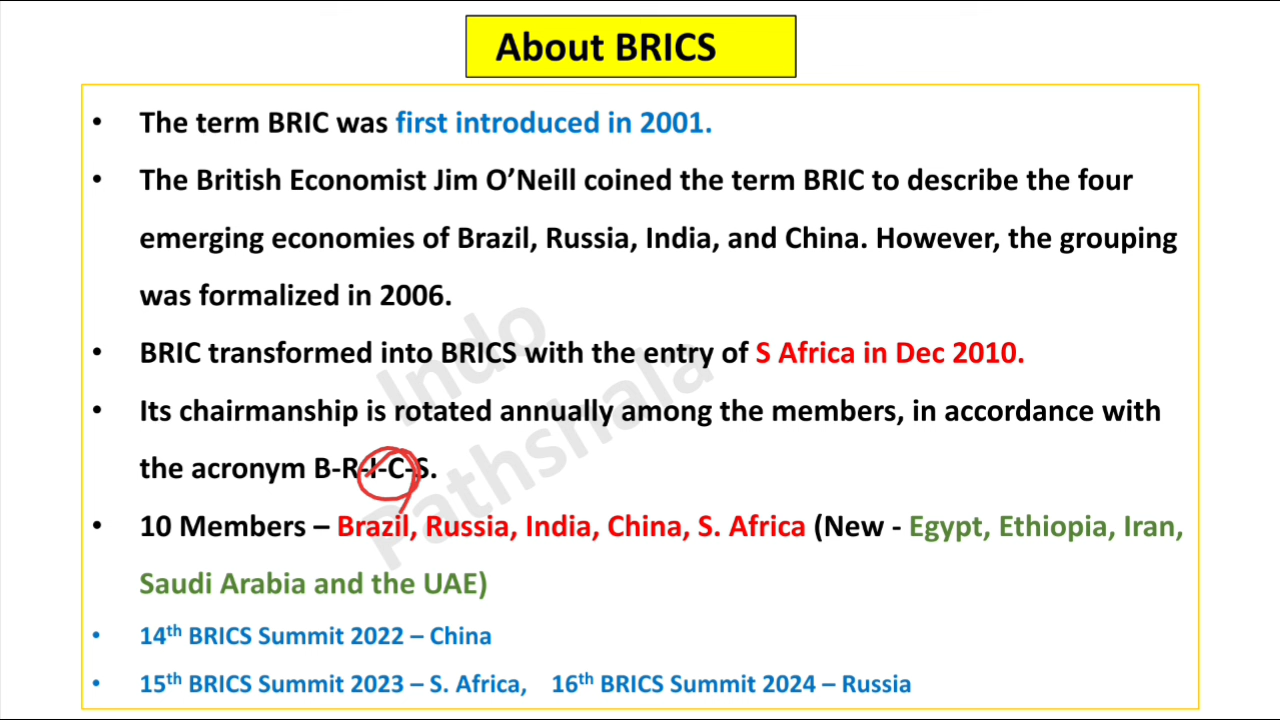 About BRICS
• The term BRIC was first introduced in 2001.
• The British Economist Jim O’Neill coined the term BRIC to describe the four
emerging economies of Brazil, Russia, India, and China. However, the grouping
was formalized in 2006.
• BRIC transformed into BRICS with the entry of S Africa in Dec 2010.
• Its chairmanship is rotated annually among the members, in accordance with
the acronym B-R-I-C-S.
• 10 Members – Brazil, Russia, India, China, S. Africa (New - Egypt, Ethiopia, Iran,
Saudi Arabia and the UAE)
• 14th BRICS Summit 2022 – China
• 15th BRICS Summit 2023 – S. Africa, 16th BRICS Summit 2024 – Russia
Indo
Pathshala